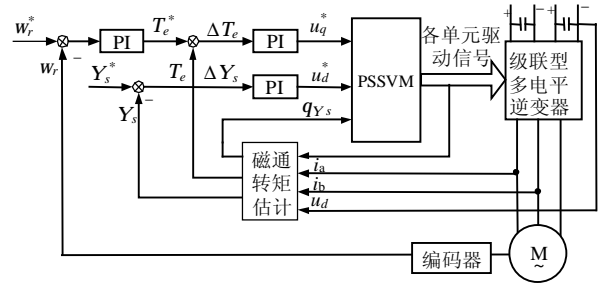 w_r^*
PI
T_e^*
ΔT_e
PI
u_q^*
w_r
−
Y_s^*
Y_s
−
T_e
−
ΔY_s
PI
u_d^*
q_{Ys}
PSSVM
各单元驱
动信号
+
−
+
−
级联型
多电平
逆变器
磁通
转矩
估计
i_a
i_b
u_d
编码器
M
~